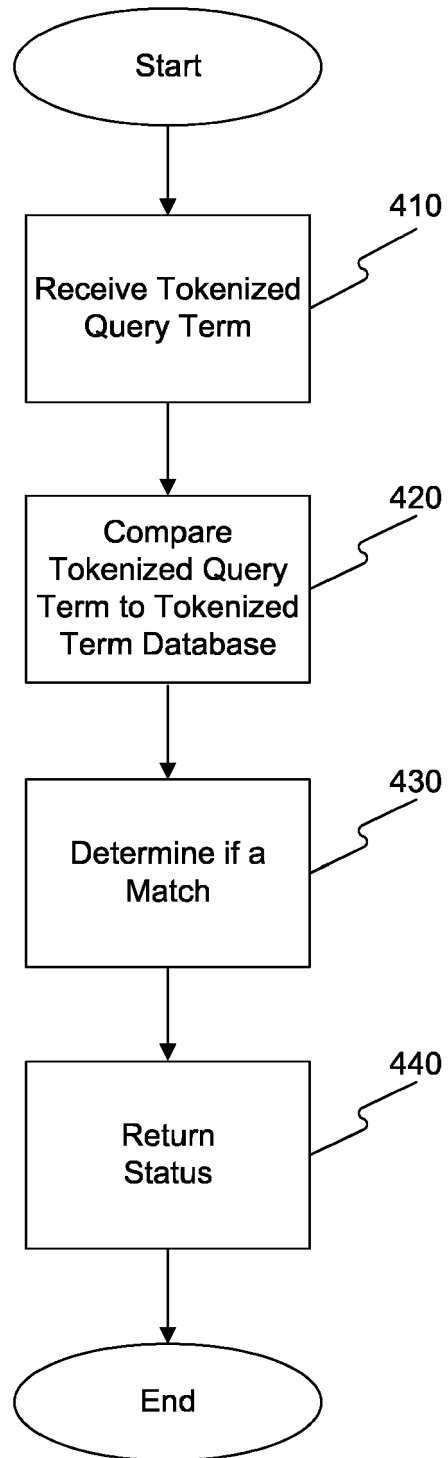 Start
410
Receive Tokenized
Query Term
420
Compare
Tokenized Query
Term to Tokenized
Term Database
430
Determine if a
Match
440
Return
Status
End